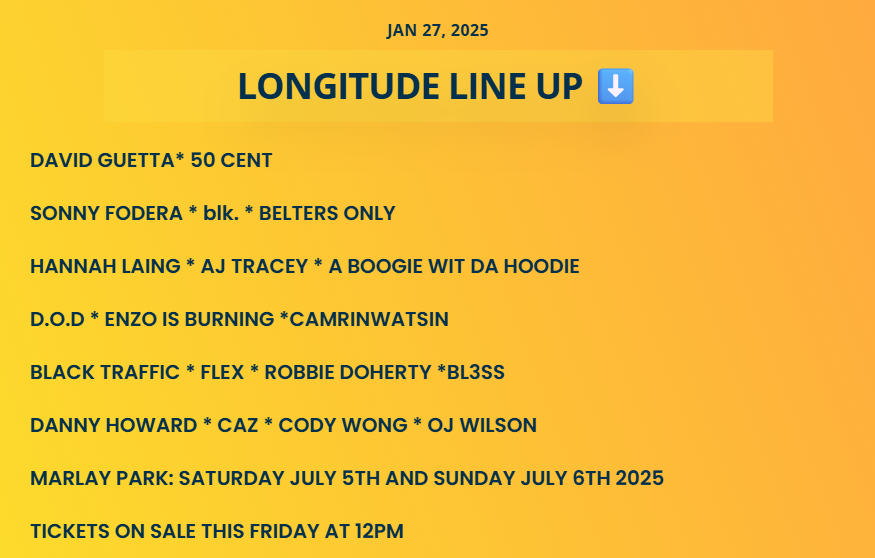 JAN 27, 2025
LONGITUDE LINE UP ⬇️
DAVID GUETTA* 50 CENT
SONNY FODERA * blk. * BELTERS ONLY
HANNAH LAING * AJ TRACEY * A BOOGIE WIT DA HOODIE
D.O.D * ENZO IS BURNING *CAMRINWATSIN
BLACK TRAFFIC * FLEX * ROBBIE DOHERTY *BL3SS
DANNY HOWARD * CAZ * CODY WONG * OJ WILSON
MARLAY PARK: SATURDAY JULY 5TH AND SUNDAY JULY 6TH 2025
TICKETS ON SALE THIS FRIDAY AT 12PM